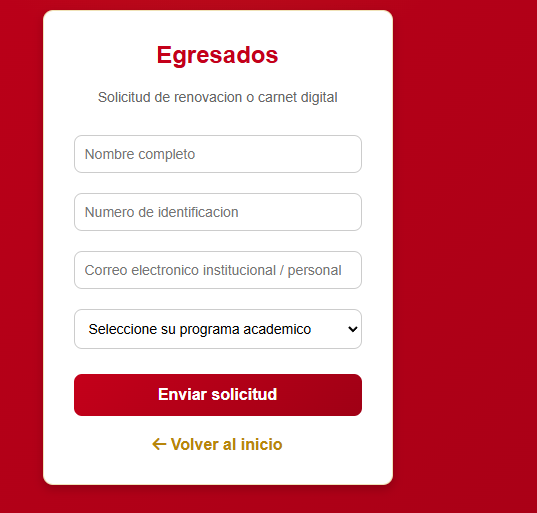 Egresados
Solicitud de renovacion o carnet digital
Nombre completo
Numero de identificacion
Correo electronico institucional / personal
Seleccione su programa academico
Enviar solicitud
← Volver al inicio